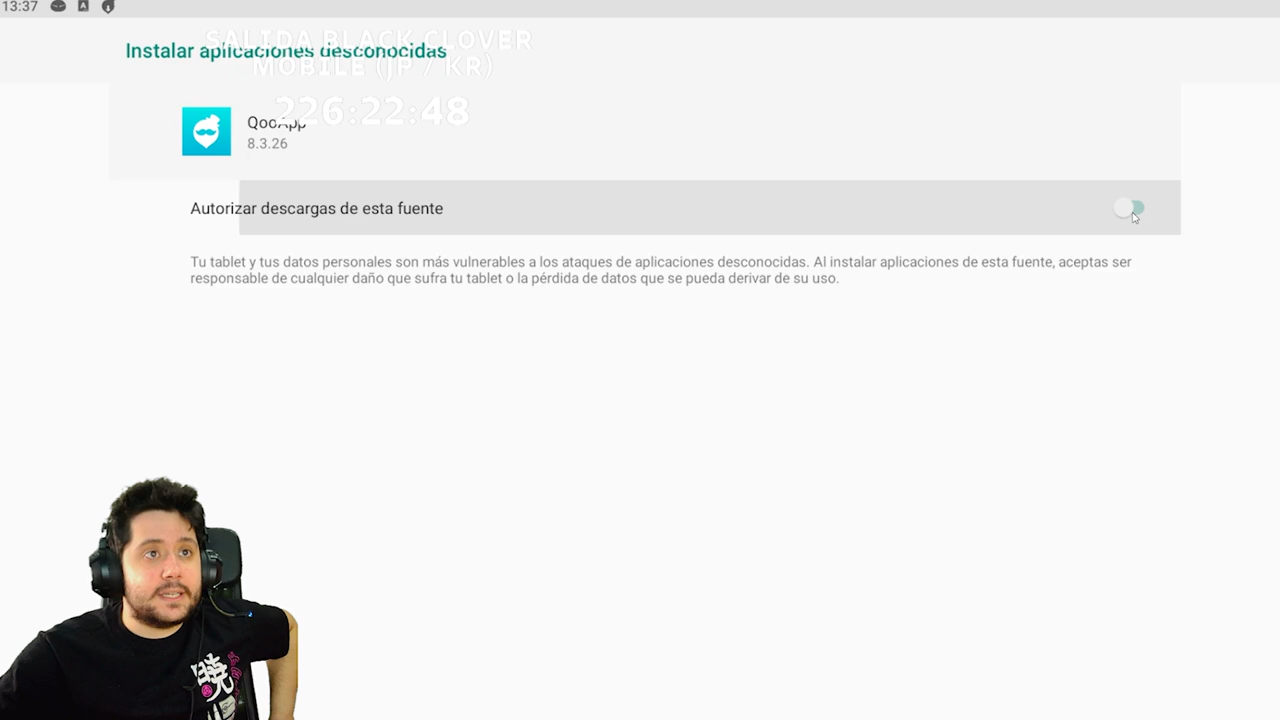 13:37
SALIDA BLACK CLOVER
MOBILE (JP / KR)
Instalar aplicaciones desconocidas
226:22:48
QooApp
8.3.26
Autorizar descargas de esta fuente
Tu tablet y tus datos personales son más vulnerables a los ataques de aplicaciones desconocidas. Al instalar aplicaciones de esta fuente, aceptas ser
responsable de cualquier daño que sufra tu tablet o la pérdida de datos que se pueda derivar de su uso.
暁